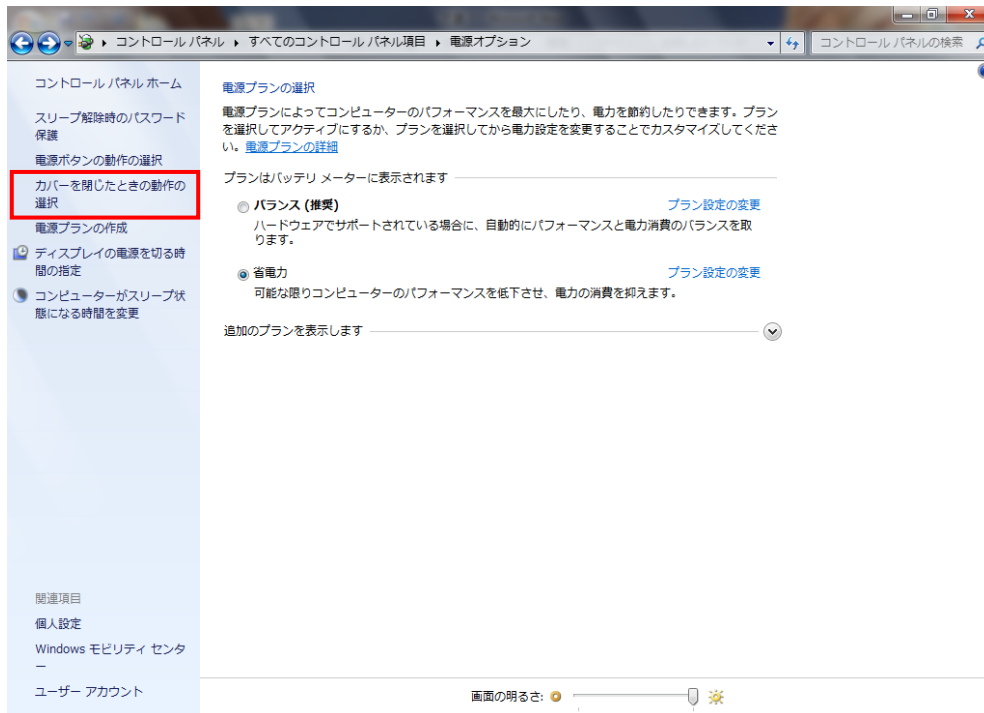 コントロール パネル ▸ すべてのコントロール パネル項目 ▸ 電源オプション
コントロール パネルの検索
コントロール パネル ホーム
スリープ解除時のパスワード
保護
電源ボタンの動作の選択
カバーを閉じたときの動作の
選択
電源プランの作成
ディスプレイの電源を切る時
間の指定
コンピューターがスリープ状
態になる時間を変更
電源プランの選択
電源プランによってコンピューターのパフォーマンスを最大にしたり、電力を節約したりできます。プラン
を選択してアクティブにするか、プランを選択してから電力設定を変更することでカスタマイズしてくださ
い。電源プランの詳細
プランはバッテリ メーターに表示されます
バランス (推奨)
プラン設定の変更
ハードウェアでサポートされている場合に、自動的にパフォーマンスと電力消費のバランスを取
ります。
省電力
プラン設定の変更
可能な限りコンピューターのパフォーマンスを低下させ、電力の消費を抑えます。
追加のプランを表示します
関連項目
個人設定
Windows モビリティ センタ
ー
ユーザー アカウント
画面の明るさ: